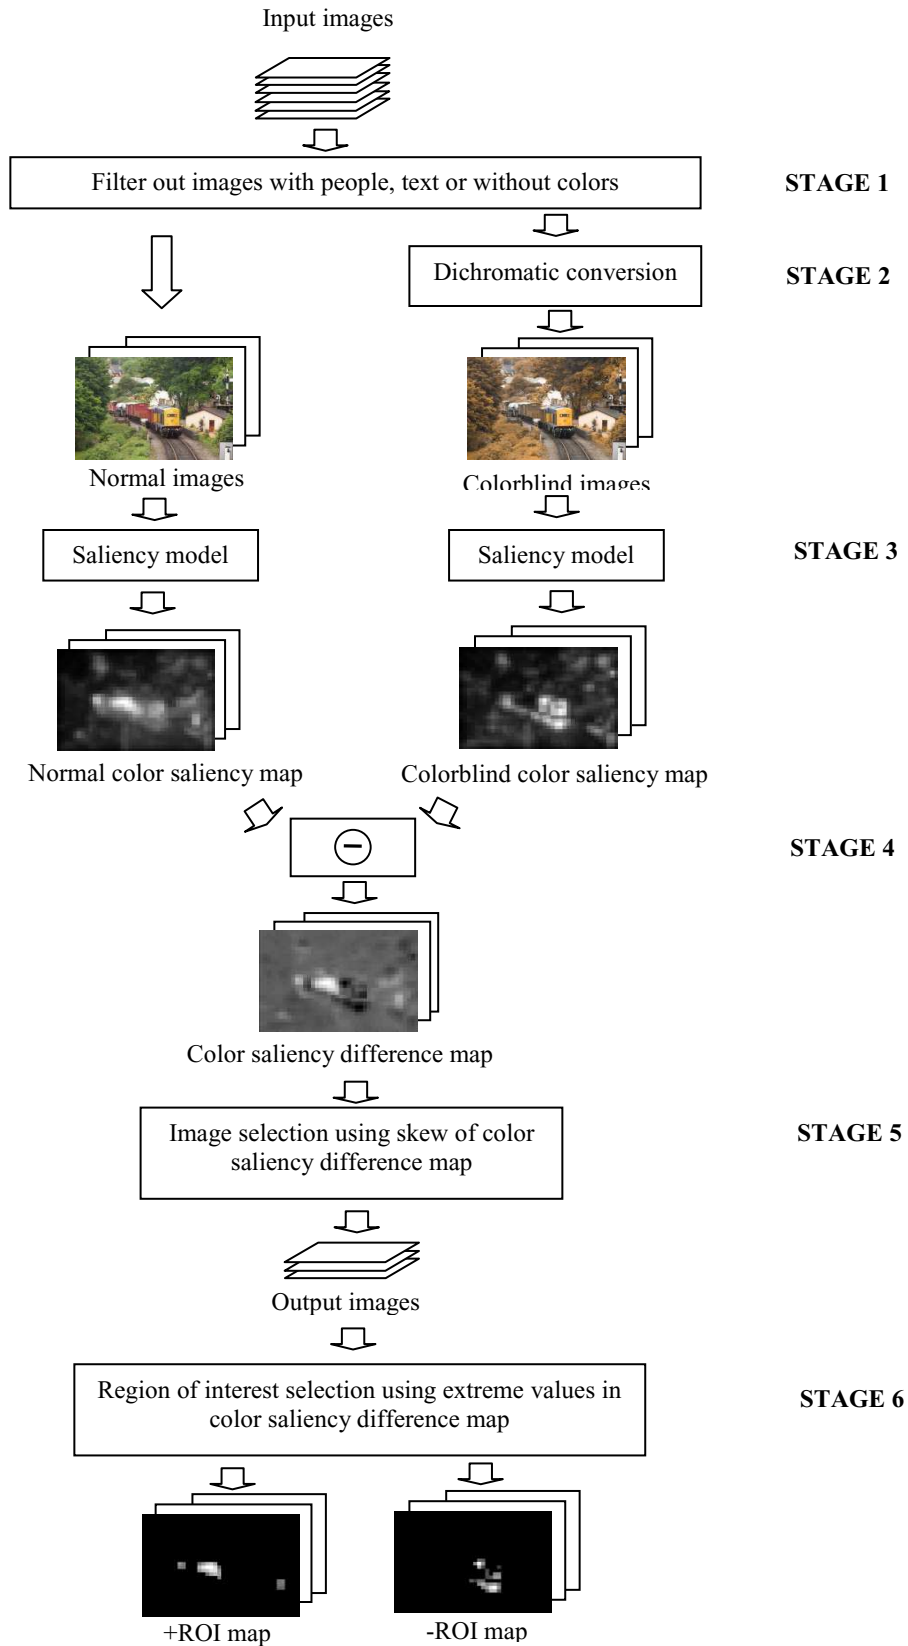 Input images
Filter out images with people, text or without colors
STAGE 1
Dichromatic conversion
STAGE 2
Normal images
Colorblind images
Saliency model
Saliency model
STAGE 3
Normal color saliency map
Colorblind color saliency map
STAGE 4
Color saliency difference map
Image selection using skew of color
saliency difference map
STAGE 5
Output images
Region of interest selection using extreme values in
color saliency difference map
STAGE 6
+ROI map
-ROI map